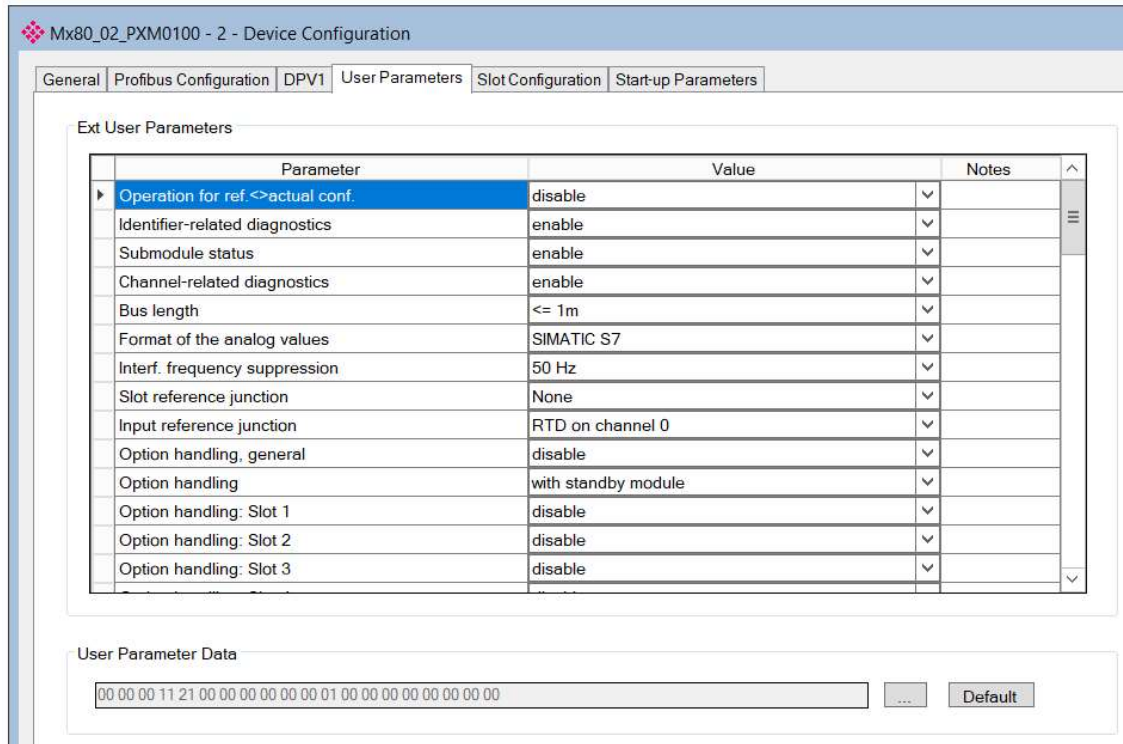 Mx80_02_PXM0100 - 2 - Device Configuration
General Profibus Configuration DPV1 User Parameters Slot Configuration Start-up Parameters
Ext User Parameters
Parameter Value Notes
Operation for ref.<>actual conf. disable
Identifier-related diagnostics enable
Submodule status enable
Channel-related diagnostics enable
Bus length <= 1m
Format of the analog values SIMATIC S7
Interf. frequency suppression 50 Hz
Slot reference junction None
Input reference junction RTD on channel 0
Option handling, general disable
Option handling with standby module
Option handling: Slot 1 disable
Option handling: Slot 2 disable
Option handling: Slot 3 disable
User Parameter Data
00 00 00 11 21 00 00 00 00 00 00 01 00 00 00 00 00 00 00 00 ... Default